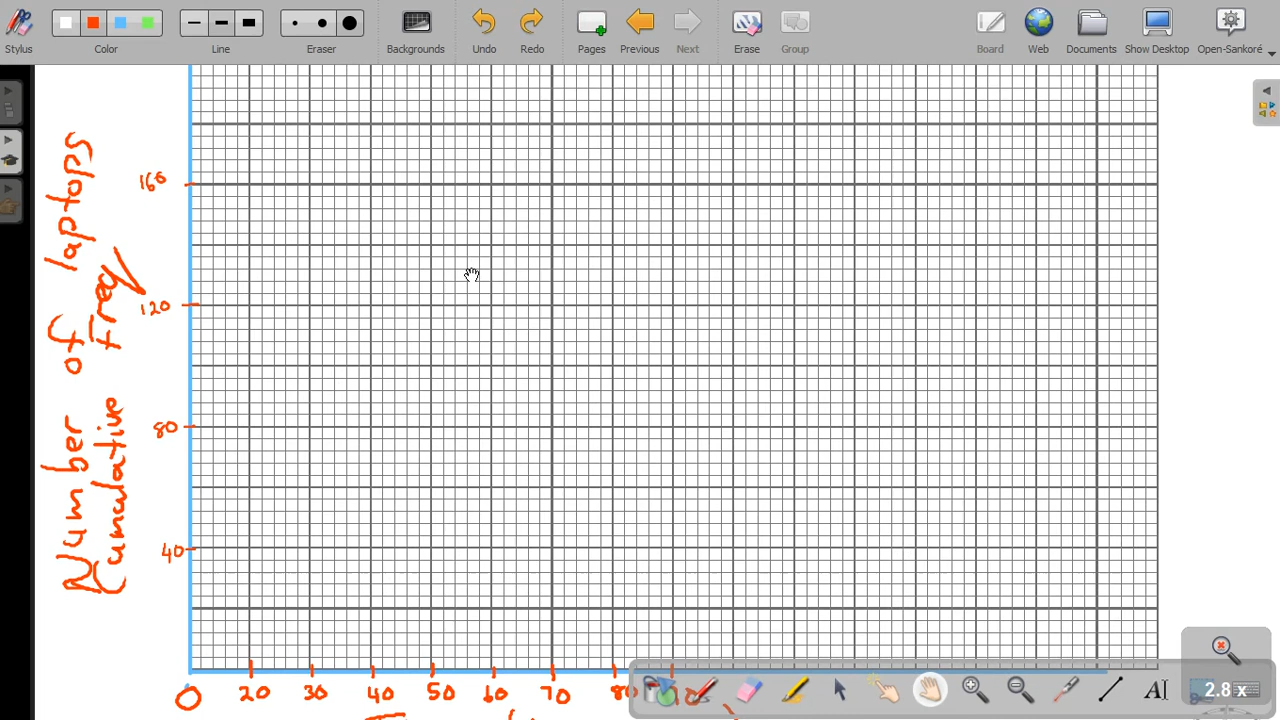 Stylus
Color
Line
Eraser
Backgrounds
Undo
Redo
Pages
Previous
Next
Erase
Group
Board
Web
Documents
Show Desktop
Open-Sankoré
Number of laptops
(Cumulative Freq
160
120
80
40
0 20 30 40 50 60 70 80
2.8 x